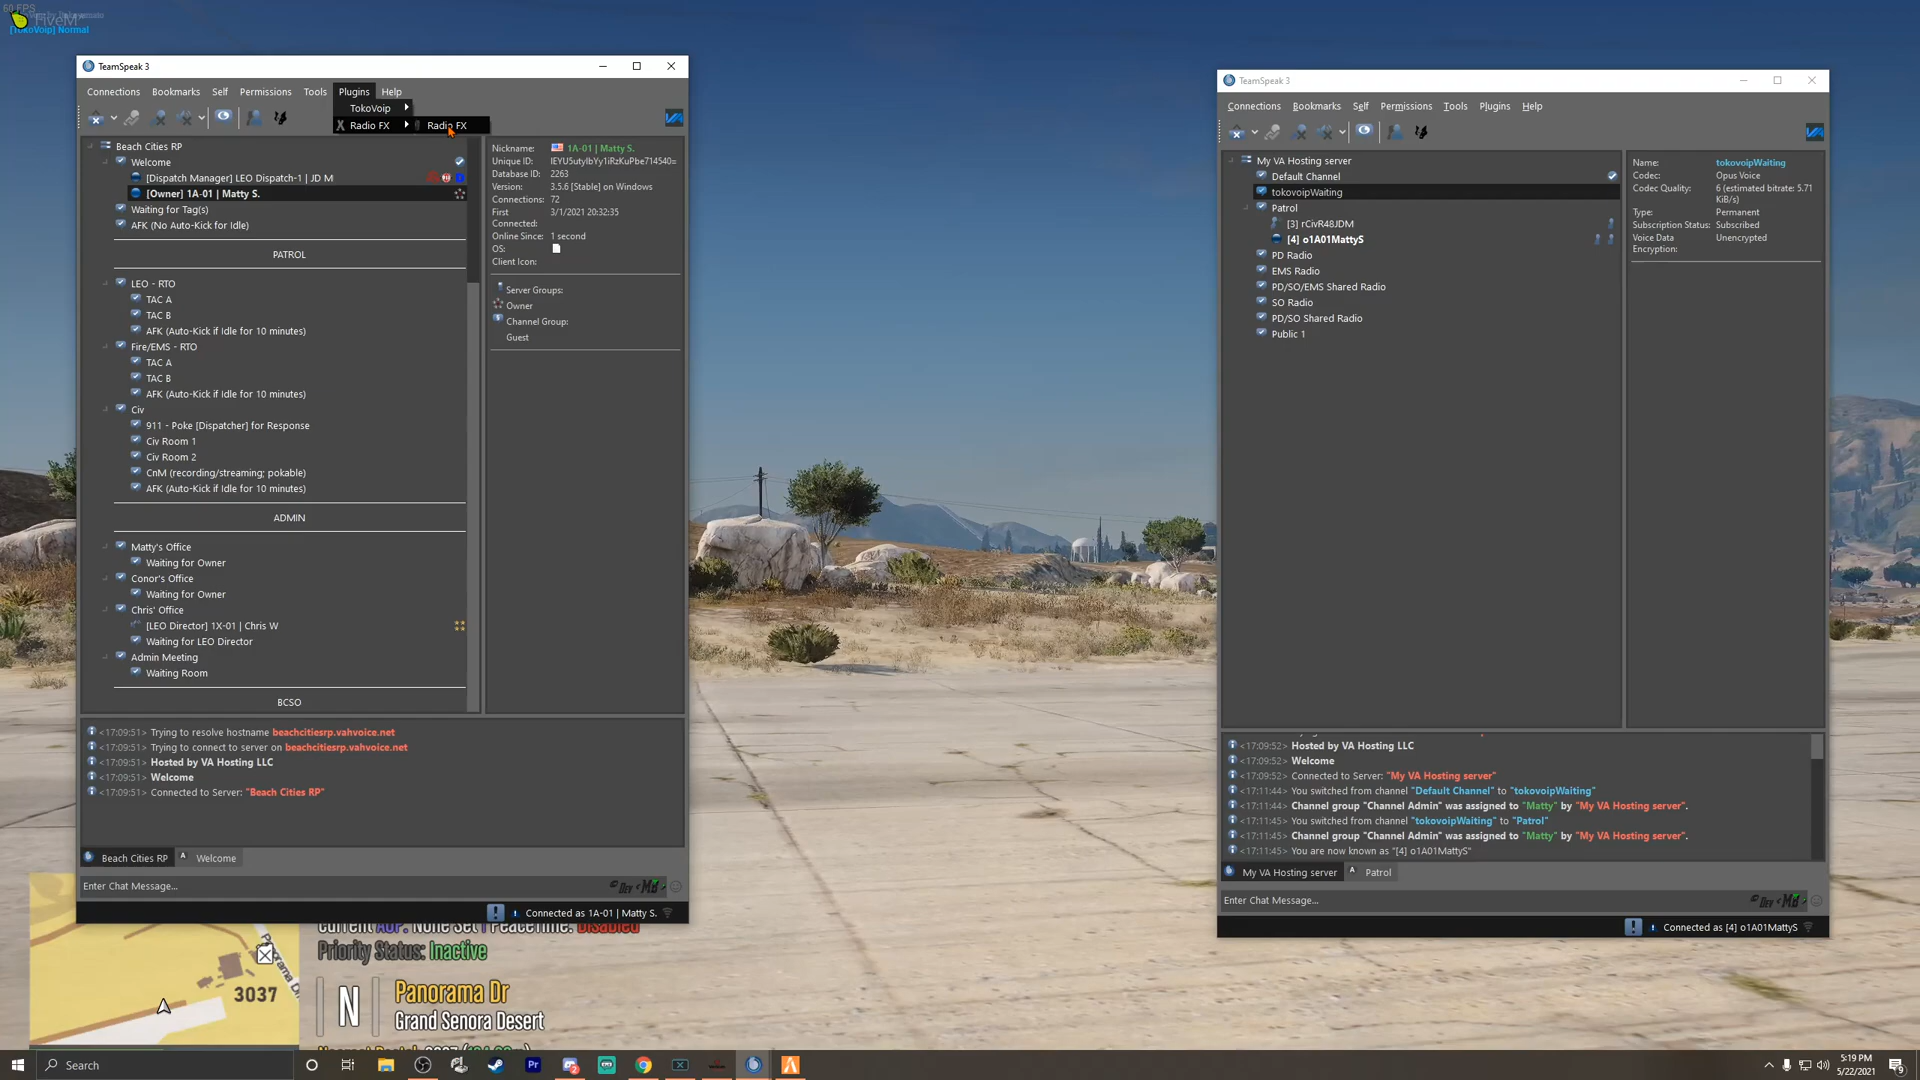 60 FPS
FiveM
[TokoVoip] Normal
TeamSpeak 3
Connections Bookmarks Self Permissions Tools Plugins Help
TokoVoip
Radio FX
Radio FX
Beach Cities RP
Welcome
[Dispatch Manager] LEO Dispatch-1 | JD M
[Owner] 1A-01 | Matty S.
Waiting for Tag(s)
AFK (No Auto-Kick for Idle)
PATROL
LEO - RTO
TAC A
TAC B
AFK (Auto-Kick if Idle for 10 minutes)
Fire/EMS - RTO
TAC A
TAC B
AFK (Auto-Kick if Idle for 10 minutes)
Civ
911 - Poke [Dispatcher] for Response
Civ Room 1
Civ Room 2
CnM (recording/streaming; pokable)
AFK (Auto-Kick if Idle for 10 minutes)
ADMIN
Matty's Office
Waiting for Owner
Conor's Office
Waiting for Owner
Chris' Office
[LEO Director] 1X-01 | Chris W
Waiting for LEO Director
Admin Meeting
Waiting Room
BCSO
Nickname: 1A-01 | Matty S.
Unique ID: IEYU5utyIbYy1iRzKuPbe714540=
Database ID: 2263
Version: 3.5.6 [Stable] on Windows
Connections: 72
First Connected: 3/1/2021 20:32:35
Online Since: 1 second
OS:
Client Icon:
Server Groups:
Owner
Channel Group:
Guest
<17:09:51> Trying to resolve hostname beachcitiesrp.vahvoice.net
<17:09:51> Trying to connect to server on beachcitiesrp.vahvoice.net
<17:09:51> Hosted by VA Hosting LLC
<17:09:51> Welcome
<17:09:51> Connected to Server: "Beach Cities RP"
Beach Cities RP Welcome
Enter Chat Message...
Connected as 1A-01 | Matty S.
TeamSpeak 3
Connections Bookmarks Self Permissions Tools Plugins Help
My VA Hosting server
Default Channel
tokovoipWaiting
Patrol
[3] rCivR48JDM
[4] o1A01MattyS
PD Radio
EMS Radio
PD/SO/EMS Shared Radio
SO Radio
PD/SO Shared Radio
Public 1
Name: tokovoipWaiting
Codec: Opus Voice
Codec Quality: 6 (estimated bitrate: 5.71 KiB/s)
Type: Permanent
Subscription Status: Subscribed
Voice Data Encryption: Unencrypted
<17:09:52> Hosted by VA Hosting LLC
<17:09:52> Welcome
<17:09:52> Connected to Server: "My VA Hosting server"
<17:11:44> You switched from channel "Default Channel" to "tokovoipWaiting"
<17:11:44> Channel group "Channel Admin" was assigned to "Matty" by "My VA Hosting server".
<17:11:45> You switched from channel "tokovoipWaiting" to "Patrol"
<17:11:45> Channel group "Channel Admin" was assigned to "Matty" by "My VA Hosting server".
<17:11:45> You are now known as "[4] o1A01MattyS"
My VA Hosting server Patrol
Enter Chat Message...
Connected as [4] o1A01MattyS
Current AOP: None Set | PeaceTime: Disabled
Priority Status: Inactive
N
Panorama Dr
Grand Senora Desert
3037
Search
5:19 PM
5/22/2021